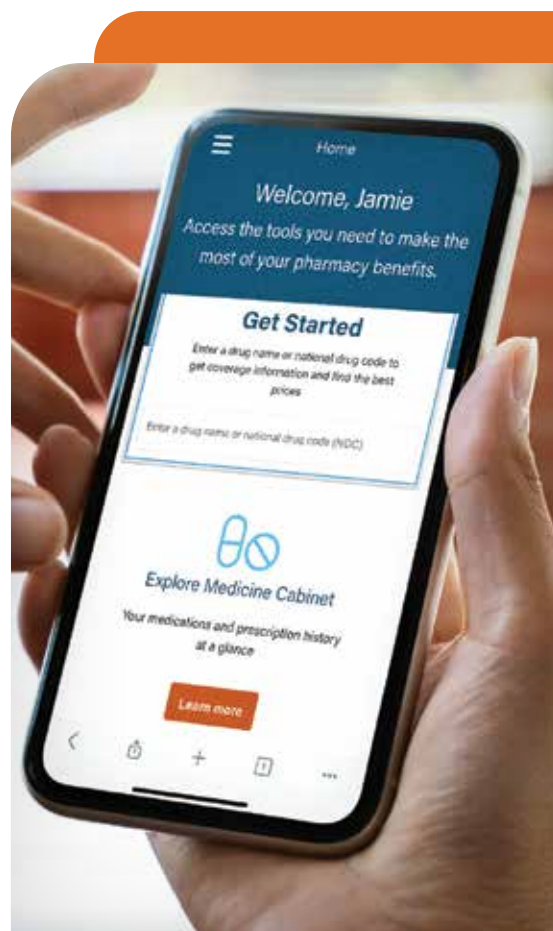 Home
Welcome, Jamie
Access the tools you need to make the
most of your pharmacy benefits.
Get Started
Enter a drug name or national drug code to
get coverage information and find the best
prices
Enter a drug name or national drug code (NDC)
Explore Medicine Cabinet
Your medications and prescription history
at a glance
Learn more
1